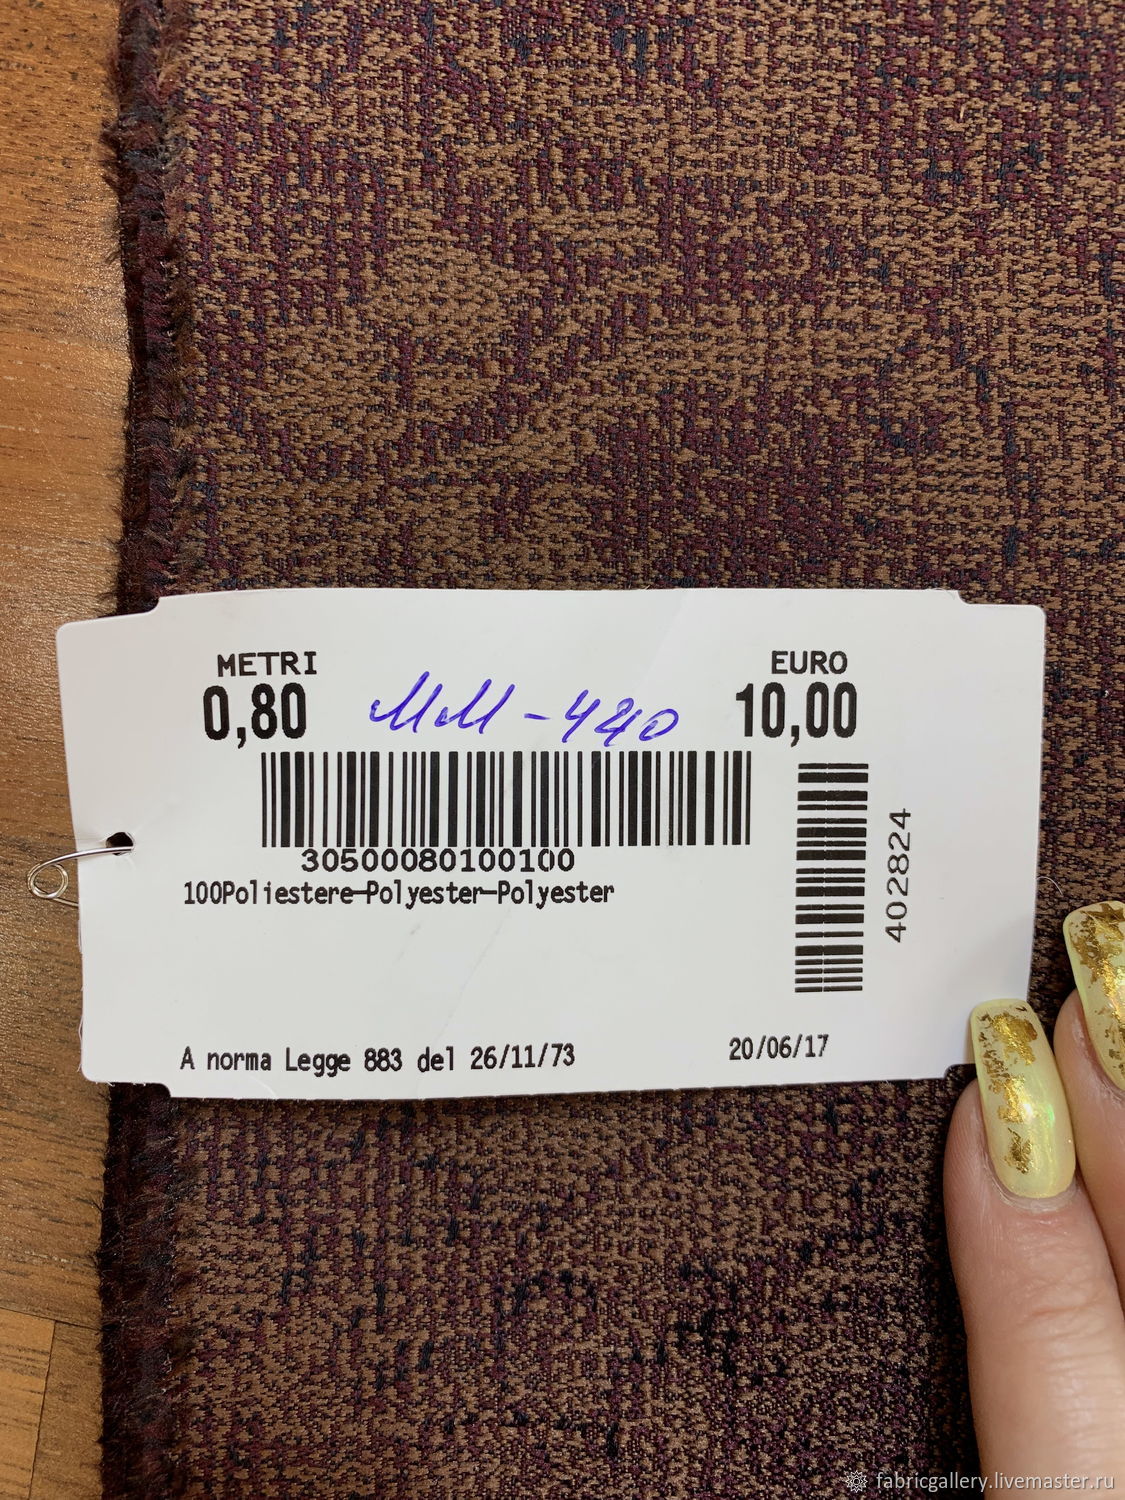 METRI
EURO
0,80
мм-440
10,00
30500080100100
402824
100Poliestere-Polyester-Polyester
A norma Legge 883 del 26/11/73
20/06/17
fabricgallery.livemaster.ru